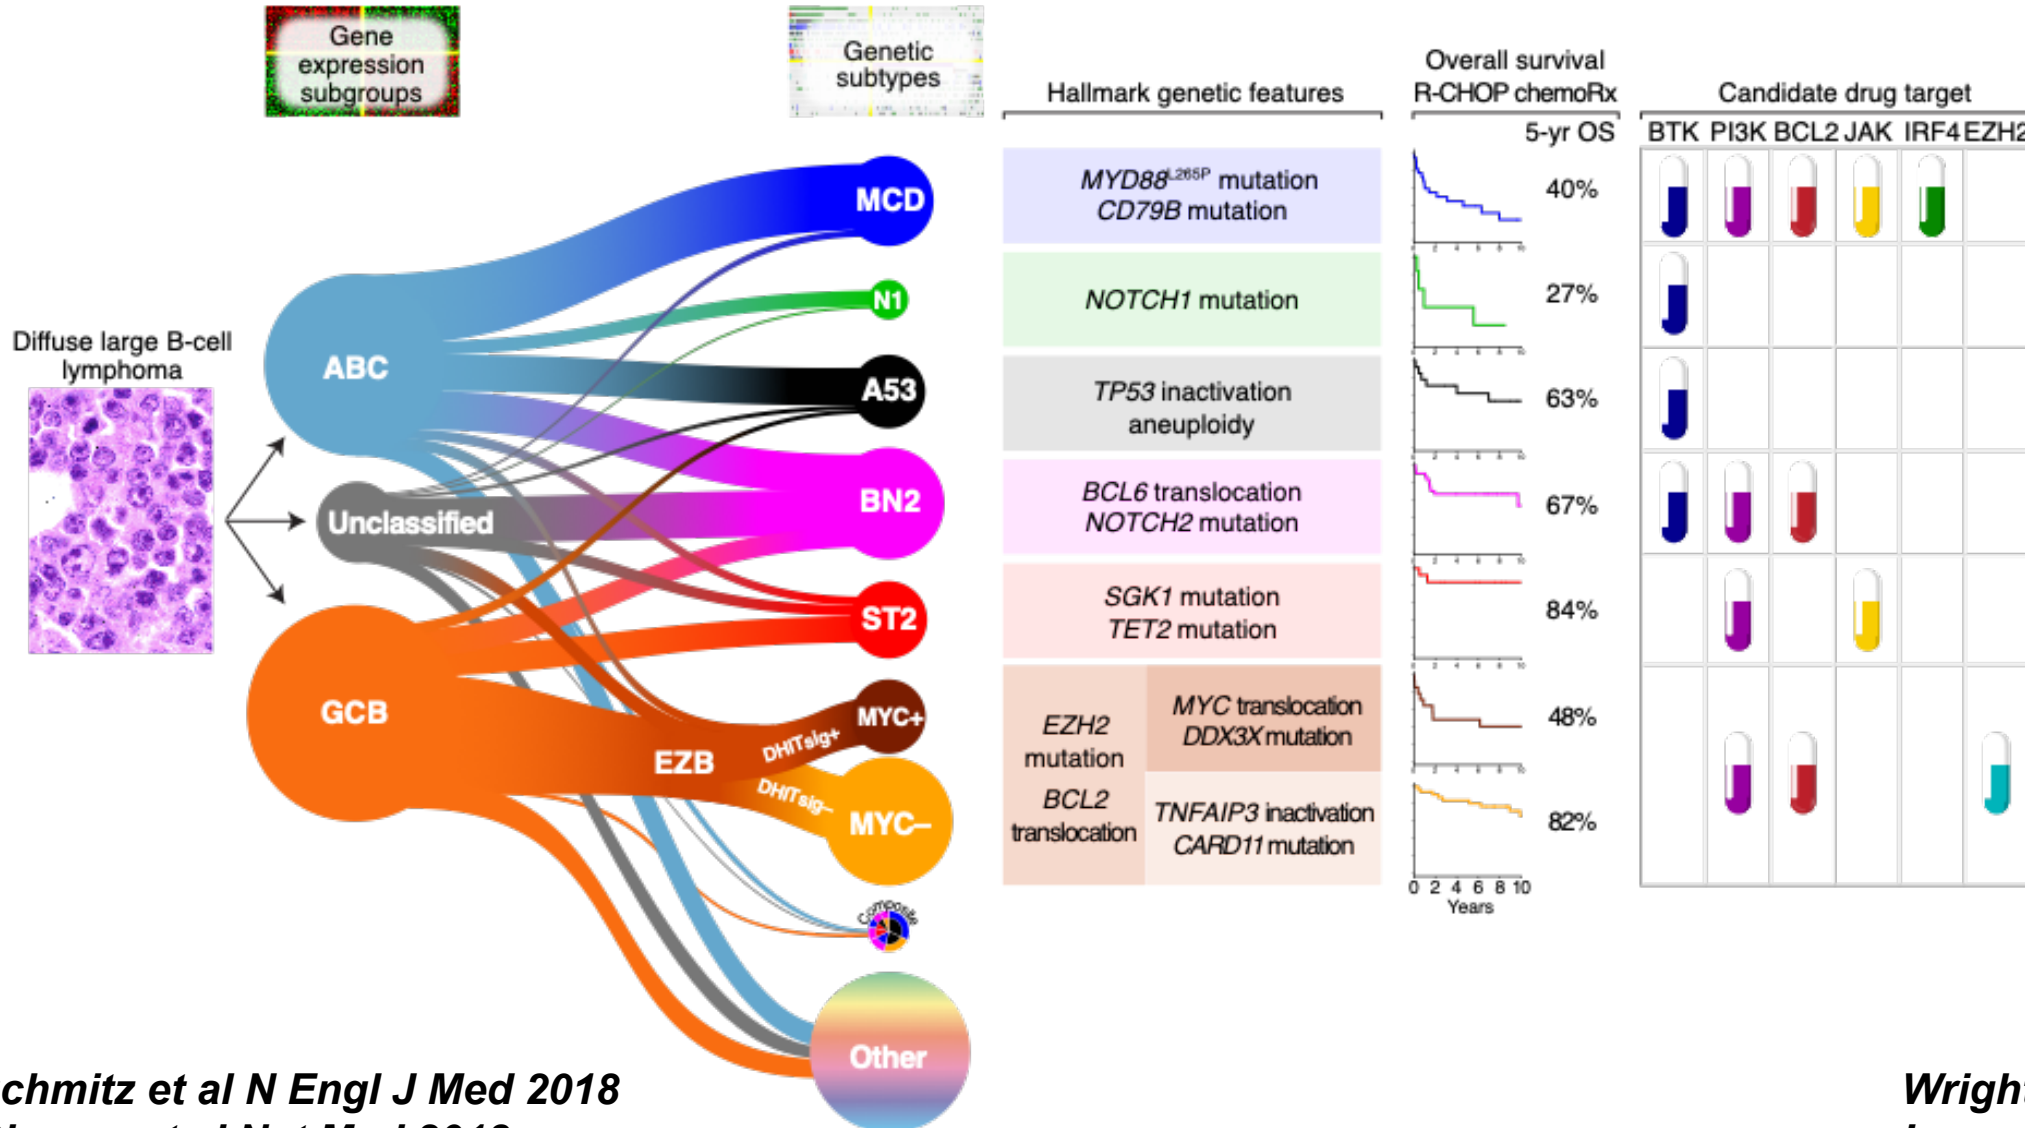 Gene
expression
subgroups
Genetic
subtypes
Hallmark genetic features
Overall survival
R-CHOP chemoRx
5-yr OS
Candidate drug target
BTK PI3K BCL2 JAK IRF4 EZH2
Diffuse large B-cell
lymphoma
ABC
Unclassified
GCB
EZB
DHITsig+
DHITsig–
MCD
N1
A53
BN2
ST2
MYC+
MYC–
Composite
Other
MYD88L265P mutation
CD79B mutation
40%
NOTCH1 mutation
27%
TP53 inactivation
aneuploidy
63%
BCL6 translocation
NOTCH2 mutation
67%
SGK1 mutation
TET2 mutation
84%
EZH2
mutation
BCL2
translocation
MYC translocation
DDX3X mutation
48%
TNFAIP3 inactivation
CARD11 mutation
82%
0 2 4 6 8 10
Years
chmitz et al N Engl J Med 2018
Wright